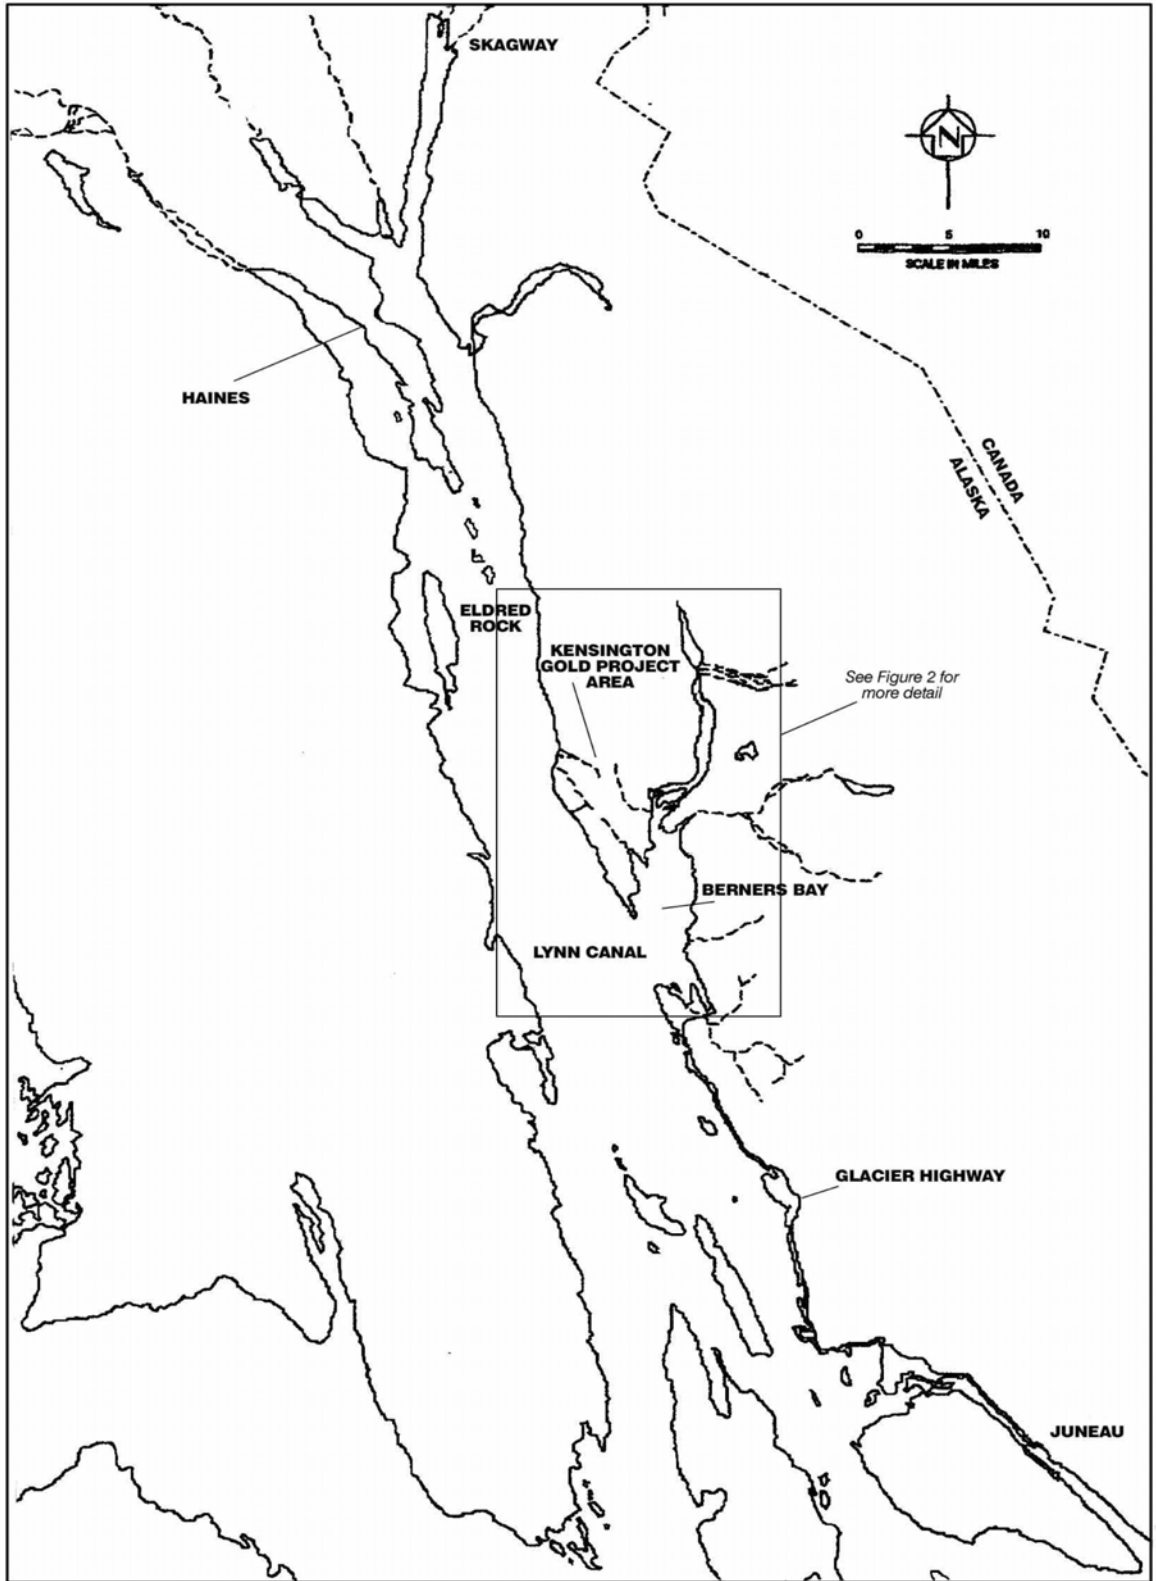 SKAGWAY
N
0 5 10
SCALE IN MILES
HAINES
CANADA
ALASKA
ELDRED
ROCK
KENSINGTON
GOLD PROJECT
AREA
See Figure 2 for
more detail
BERNERS BAY
LYNN CANAL
GLACIER HIGHWAY
JUNEAU